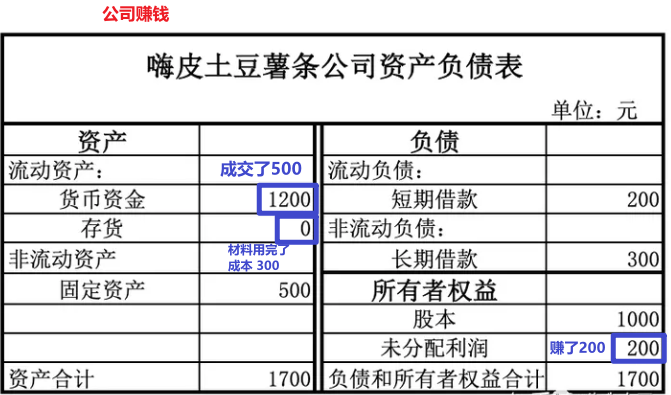 公司赚钱
嗨皮土豆薯条公司资产负债表
单位：元
资产 负债
流动资产： 成交了500 流动负债：
货币资金 1200 短期借款 200
存货 0 非流动负债：
非流动资产 材料用完了 长期借款 300
成本 300
固定资产 500 所有者权益
股本 1000
未分配利润 赚了200 200
资产合计 1700 负债和所有者权益合计 1700